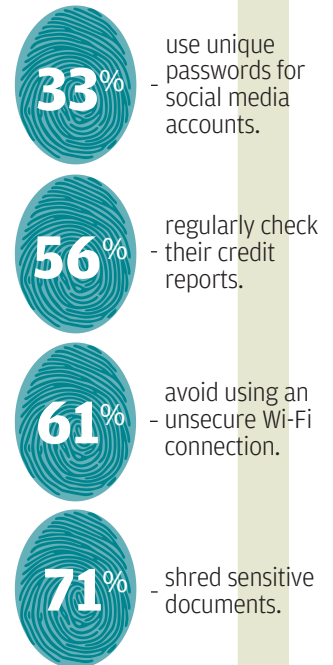 33%
- use unique
passwords for
social media
accounts.
56%
- regularly check
their credit
reports.
61%
- avoid using an
unsecure Wi-Fi
connection.
71%
- shred sensitive
documents.